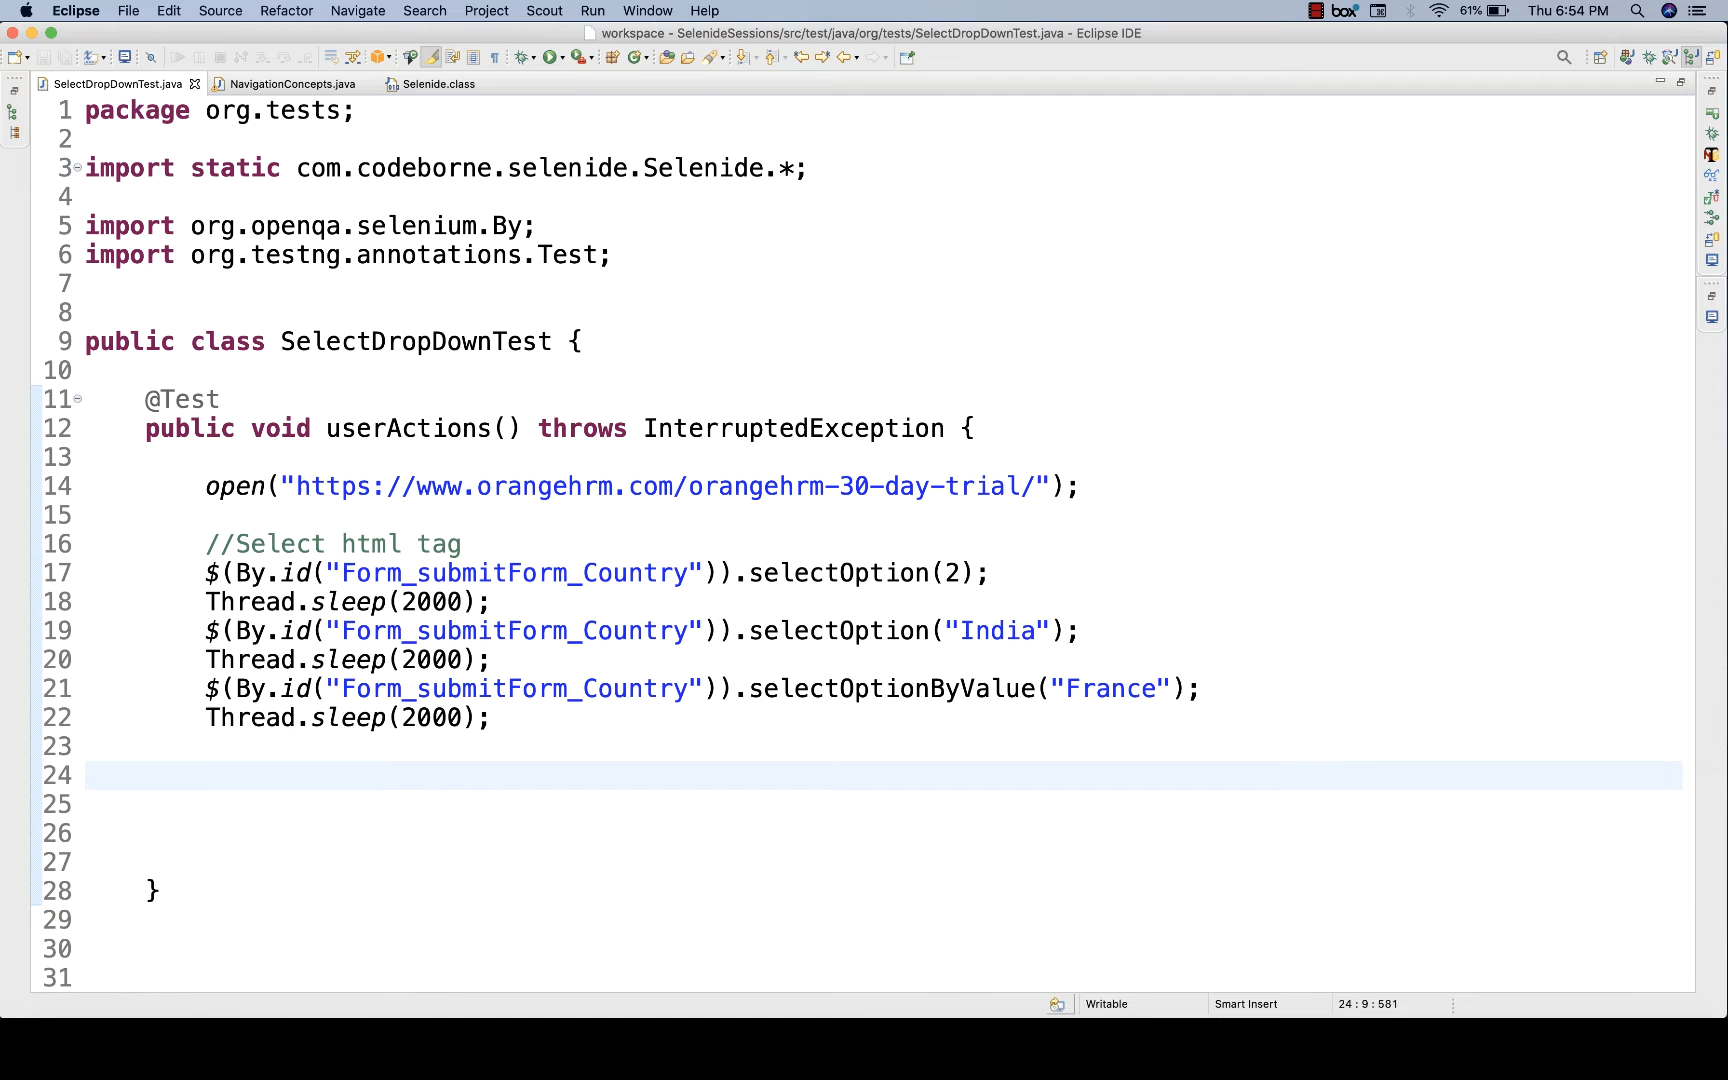 Eclipse File Edit Source Refactor Navigate Search Project Scout Run Window Help box 61% Thu 6:54 PM
workspace - SelenideSessions/src/test/java/org/tests/SelectDropDownTest.java - Eclipse IDE
SelectDropDownTest.java NavigationConcepts.java Selenide.class
1 package org.tests;
2
3 import static com.codeborne.selenide.Selenide.*;
4
5 import org.openqa.selenium.By;
6 import org.testng.annotations.Test;
7
8
9 public class SelectDropDownTest {
10
11 @Test
12 public void userActions() throws InterruptedException {
13
14 open("https://www.orangehrm.com/orangehrm-30-day-trial/");
15
16 //Select html tag
17 $(By.id("Form_submitForm_Country")).selectOption(2);
18 Thread.sleep(2000);
19 $(By.id("Form_submitForm_Country")).selectOption("India");
20 Thread.sleep(2000);
21 $(By.id("Form_submitForm_Country")).selectOptionByValue("France");
22 Thread.sleep(2000);
23
24
25
26
27
28 }
29
30
31
Writable Smart Insert 24 : 9 : 581